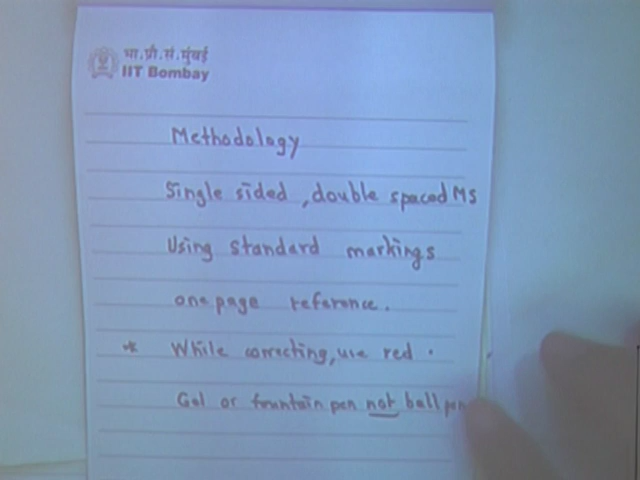 भा.प्रौ.सं.मुंबई
IIT Bombay
Methodology
Single sided, double spaced MS
Using standard markings
one page reference.
* While correcting, use red.
Gel or fountain pen not ball pen